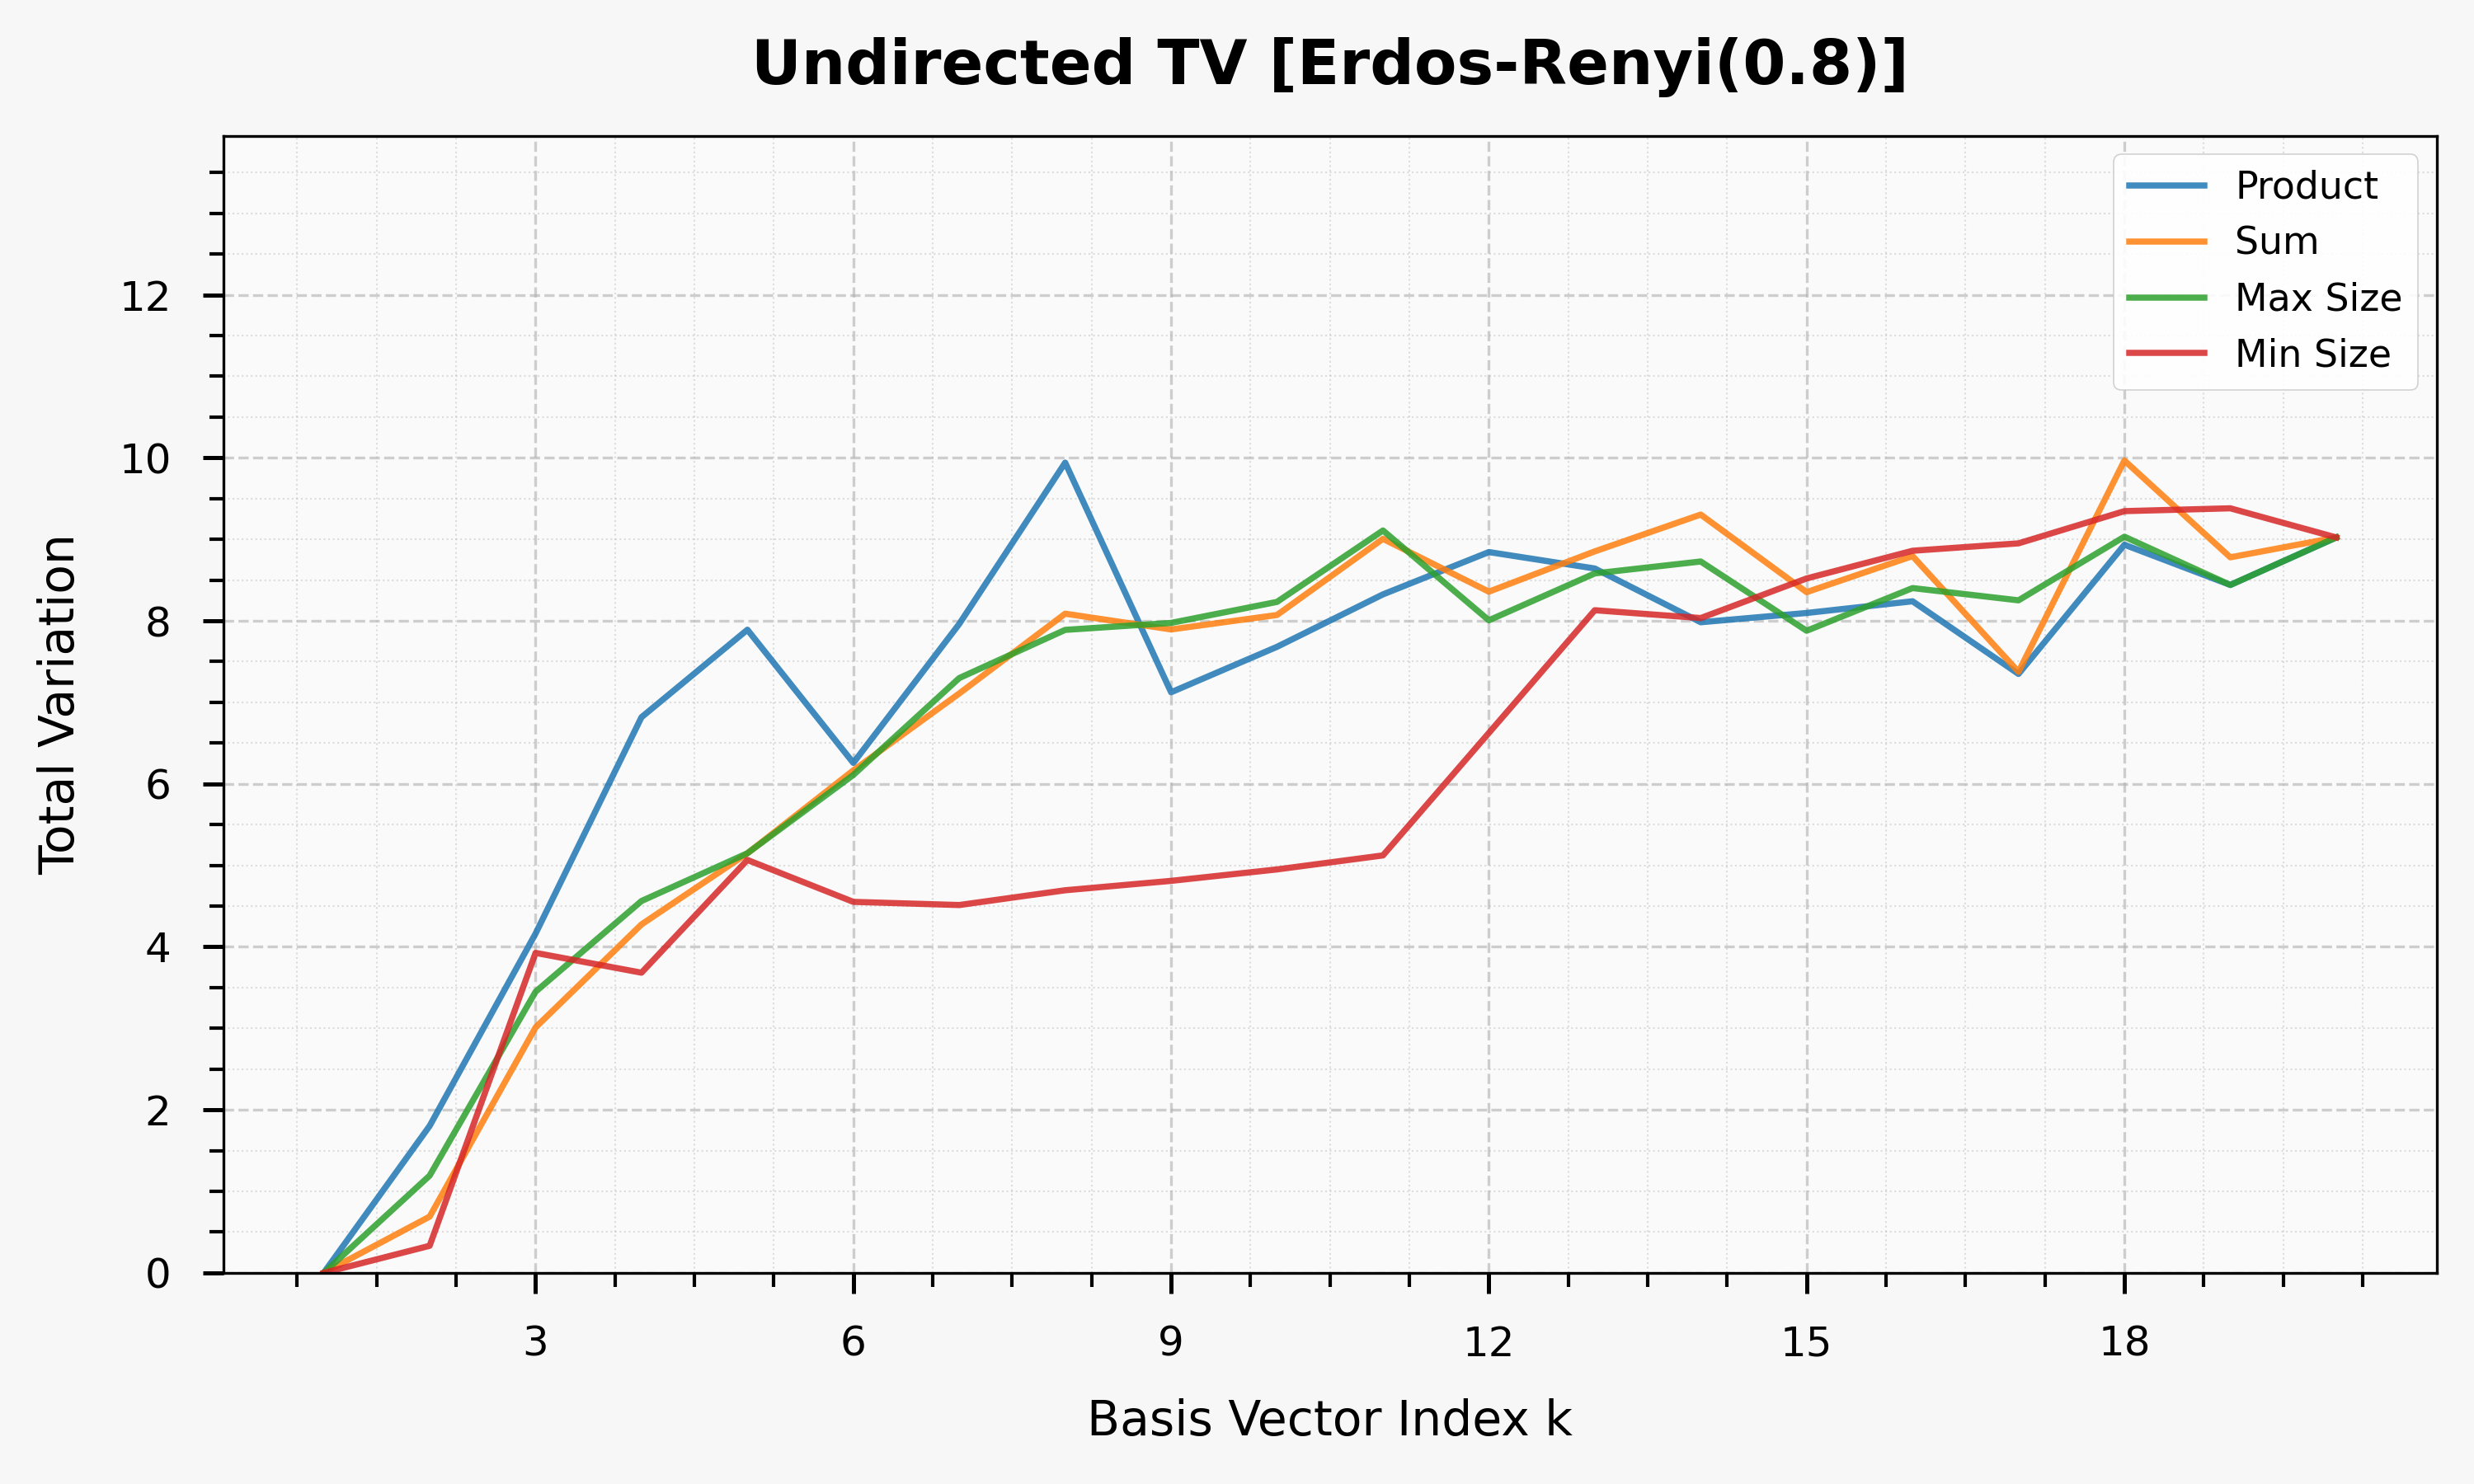 Undirected TV [Erdos-Renyi(0.8)]
Product
Sum
Max Size
Min Size
12
10
8
6
4
2
0
Total Variation
3 6 9 12 15 18
Basis Vector Index k